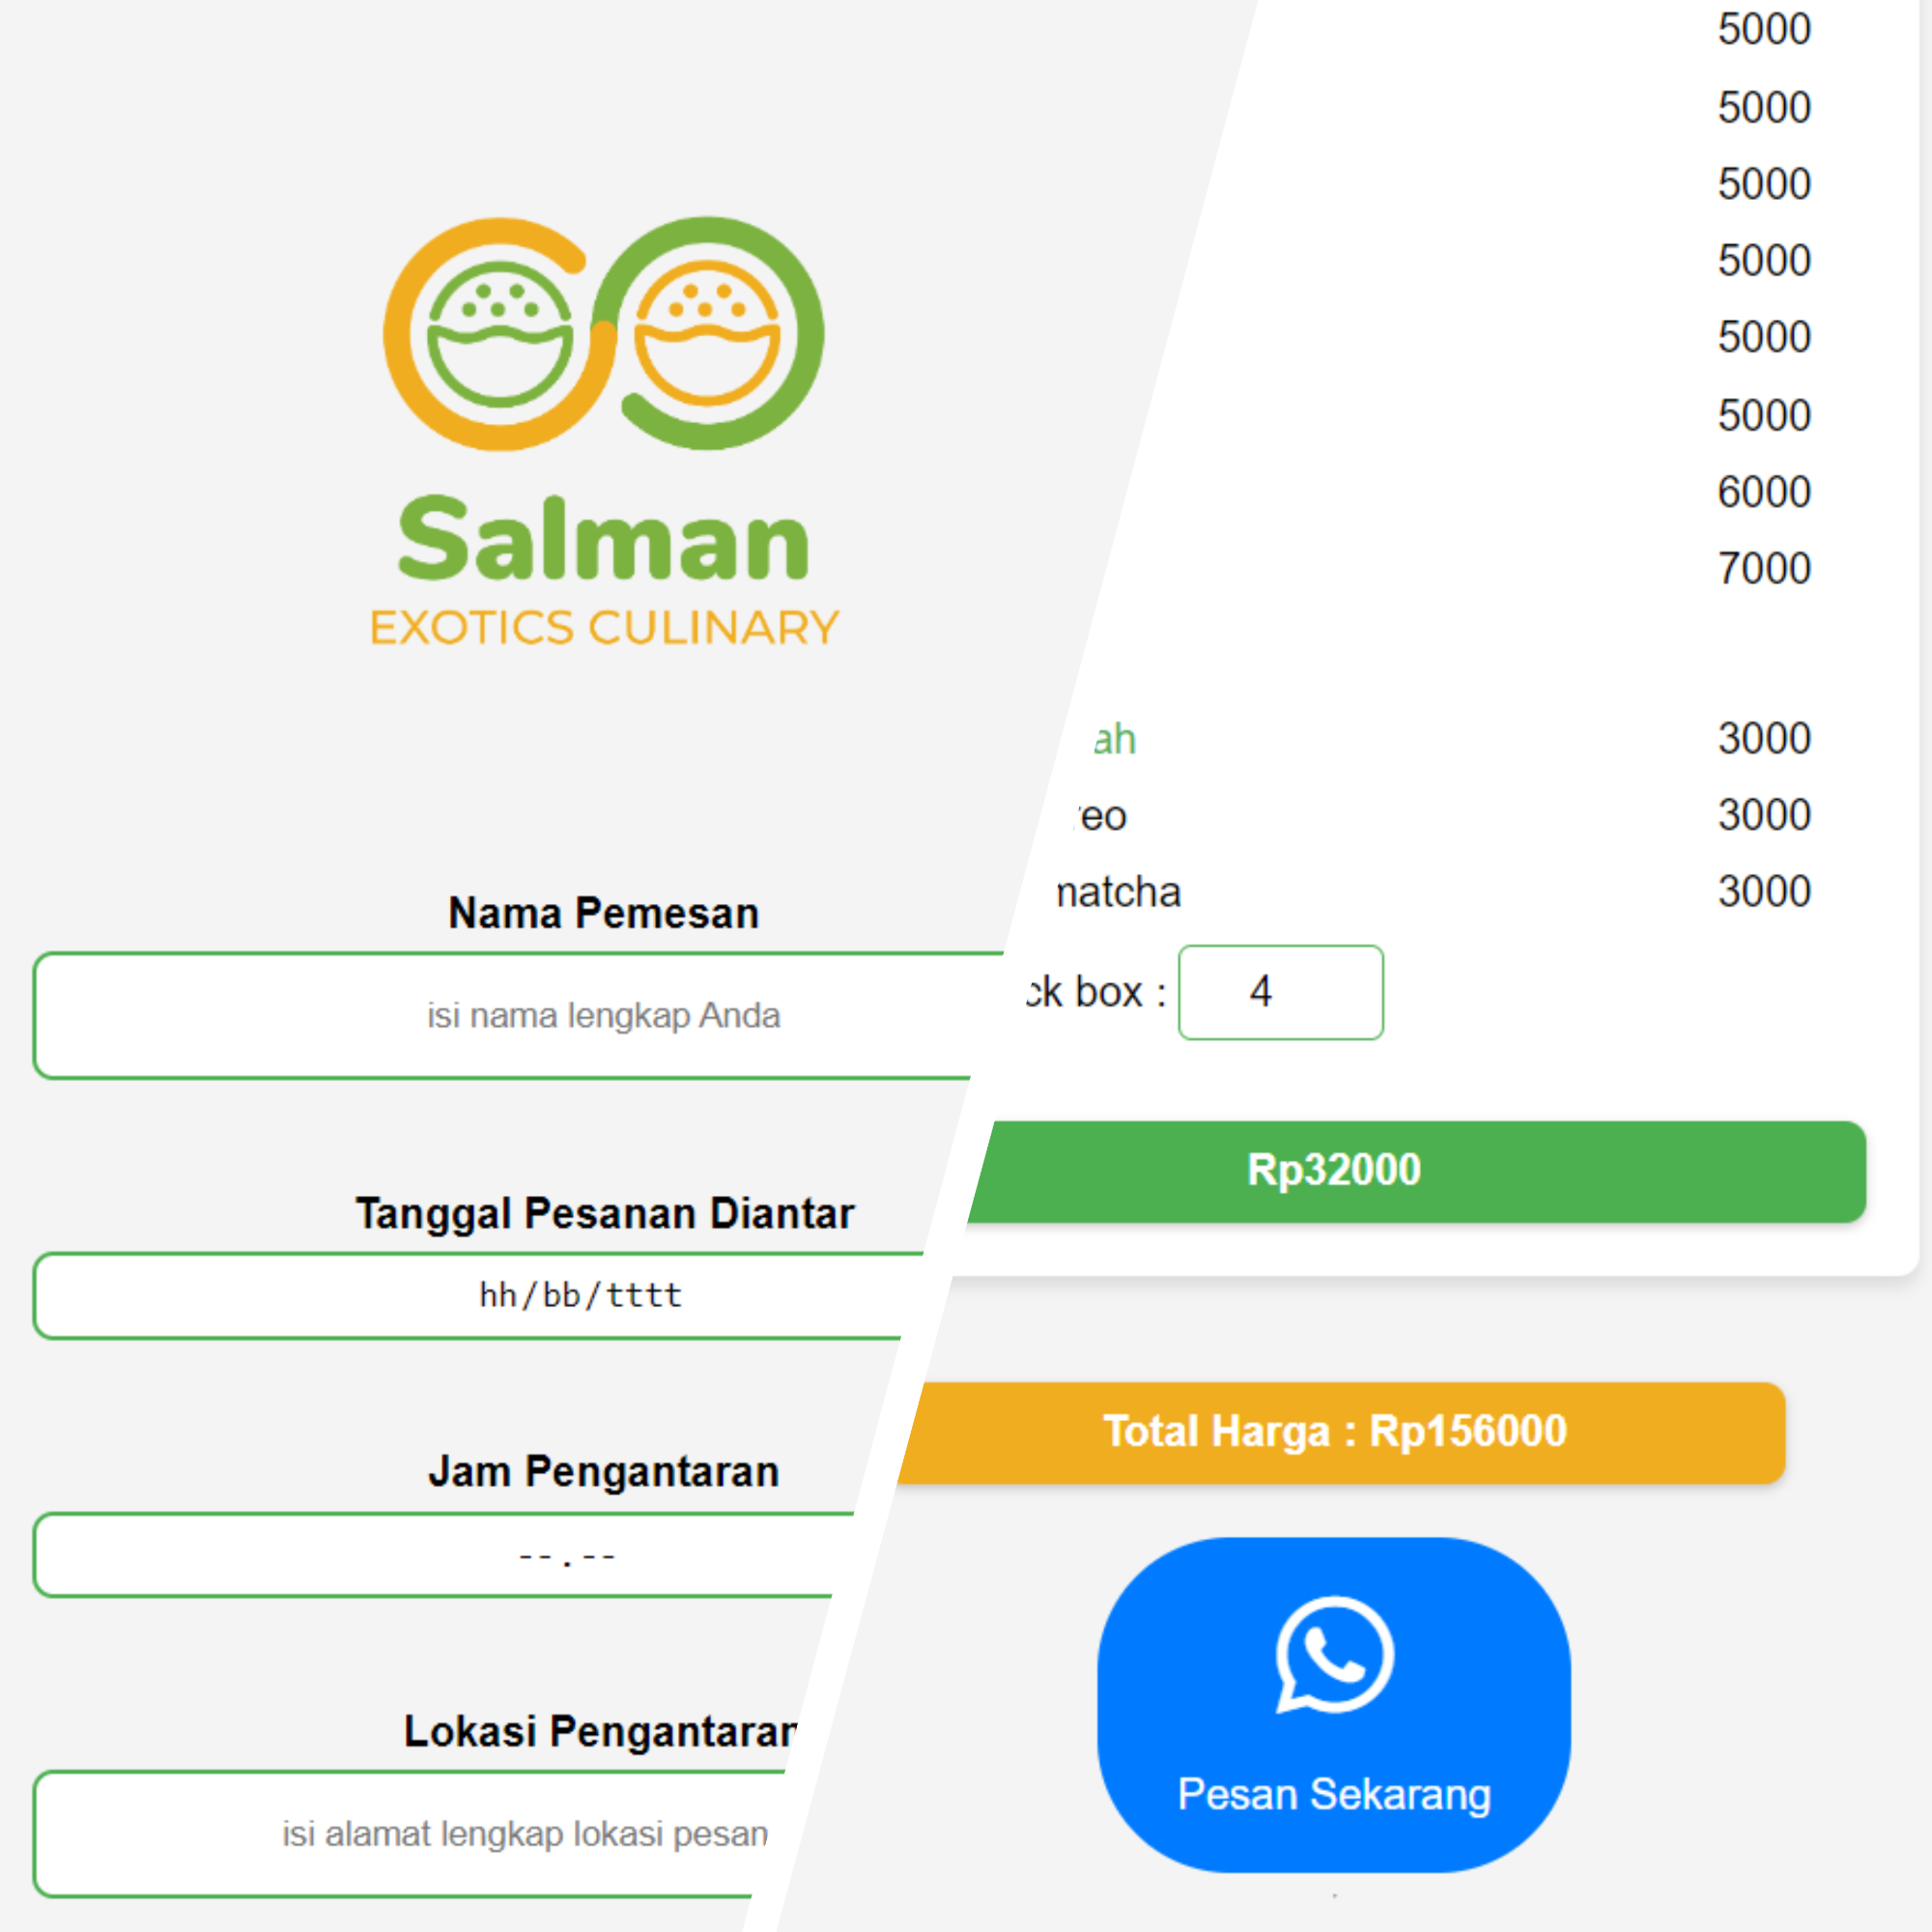 Salman
EXOTICS CULINARY
Nama Pemesan
isi nama lengkap Anda
Tanggal Pesanan Diantar
hh/bb/tttt
Jam Pengantaran
--.--
Lokasi Pengantaran
isi alamat lengkap lokasi pesan
5000
5000
5000
5000
5000
5000
6000
7000
ah 3000
reo 3000
matcha 3000
ck box : 4
Rp32000
Total Harga : Rp156000
Pesan Sekarang